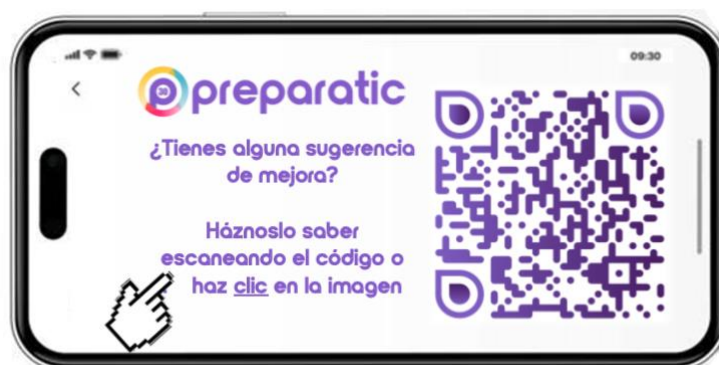 09:30
preparatic
¿Tienes alguna sugerencia
de mejora?
Háznoslo saber
escaneando el código o
haz clic en la imagen